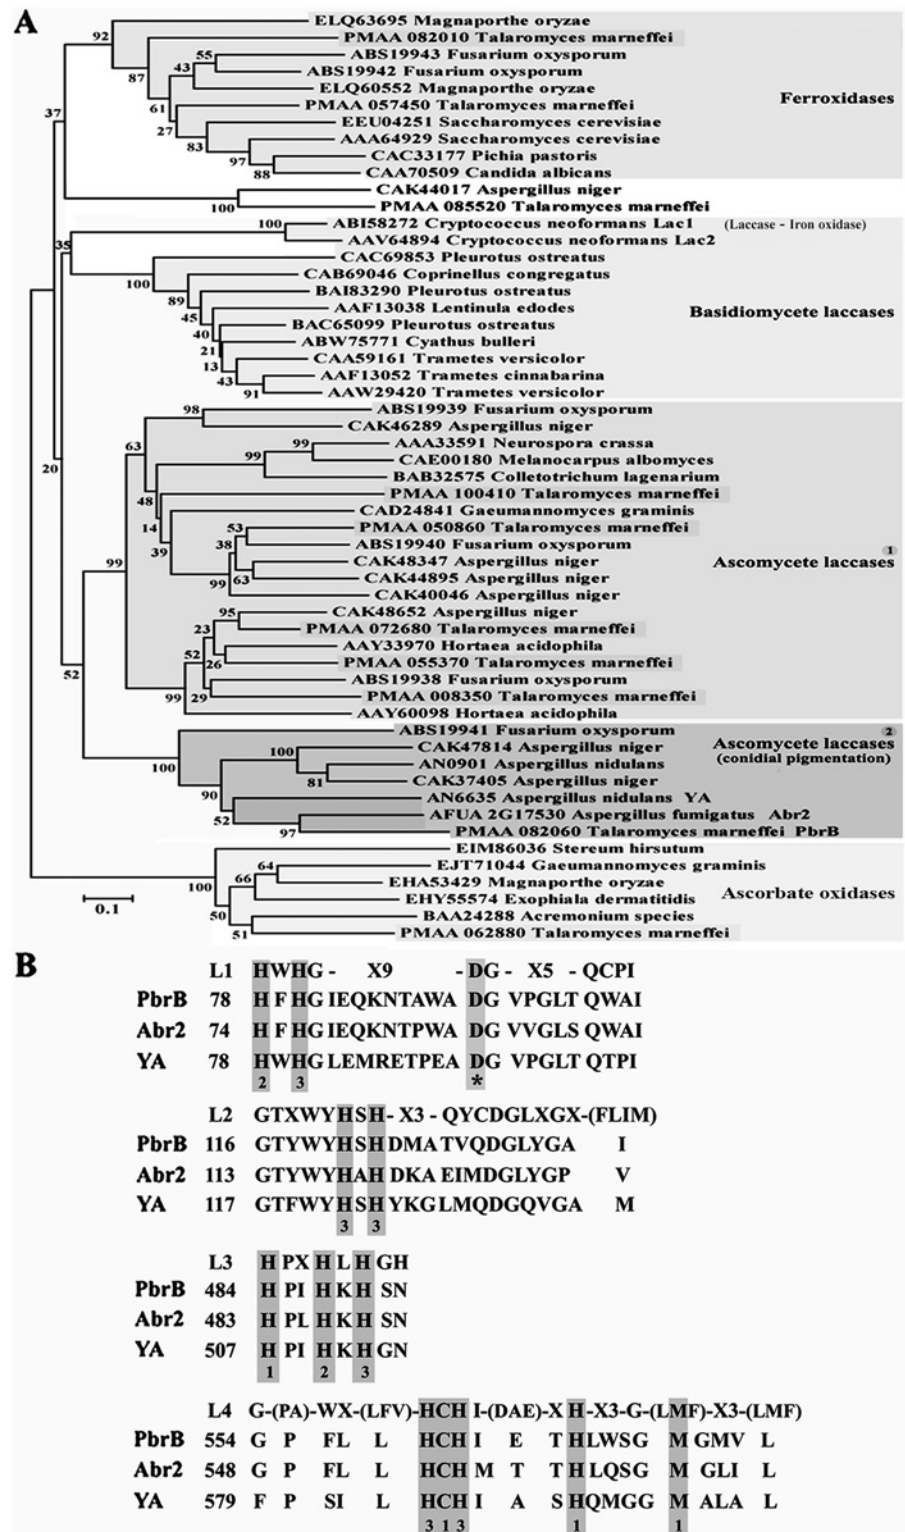 A
ELQ63695 Magnaporthe oryzae
92
PMAA 082010 Talaromyces marneffei
55
ABS19943 Fusarium oxysporum
87
43
ABS19942 Fusarium oxysporum
ELQ60552 Magnaporthe oryzae
Ferroxidases
37
61
PMAA 057450 Talaromyces marneffei
27
EEU04251 Saccharomyces cerevisiae
83
AAA64929 Saccharomyces cerevisiae
97
CAC33177 Pichia pastoris
88
CAA70509 Candida albicans
CAK44017 Aspergillus niger
100
PMAA 085520 Talaromyces marneffei
100
ABI58272 Cryptococcus neoformans Lac1 (Laccase - Iron oxidase)
35
AAV64894 Cryptococcus neoformans Lac2
CAC69853 Pleurotus ostreatus
100
CAB69046 Coprinellus congregatus
89
BAI83290 Pleurotus ostreatus
45
AAF13038 Lentinula edodes
Basidiomycete laccases
40
BAC65099 Pleurotus ostreatus
21
ABW75771 Cyathus bulleri
13
CAA59161 Trametes versicolor
43
AAF13052 Trametes cinnabarina
91
AAW29420 Trametes versicolor
98
ABS19939 Fusarium oxysporum
CAK46289 Aspergillus niger
63
99
AAA33591 Neurospora crassa
20
99
CAE00180 Melanocarpus albomyces
BAB32575 Colletotrichum lagenarium
48
PMAA 100410 Talaromyces marneffei
14
CAD24841 Gaeumannomyces graminis
53
PMAA 050860 Talaromyces marneffei
39
38
ABS19940 Fusarium oxysporum
1
99
CAK48347 Aspergillus niger
Ascomycete laccases
63
CAK44895 Aspergillus niger
99
CAK40046 Aspergillus niger
95
CAK48652 Aspergillus niger
23
PMAA 072680 Talaromyces marneffei
AAY33970 Hortaea acidophila
52
52
26
PMAA 055370 Talaromyces marneffei
ABS19938 Fusarium oxysporum
99
29
PMAA 008350 Talaromyces marneffei
AAY60098 Hortaea acidophila
ABS19941 Fusarium oxysporum
2
100
CAK47814 Aspergillus niger
Ascomycete laccases
100
AN0901 Aspergillus nidulans
(conidial pigmentation)
81
CAK37405 Aspergillus niger
90
AN6635 Aspergillus nidulans YA
52
AFUA 2G17530 Aspergillus fumigatus Abr2
97
PMAA 082060 Talaromyces marneffei PbrB
EIM86036 Stereum hirsutum
64
EJT71044 Gaeumannomyces graminis
100
66
EHA53429 Magnaporthe oryzae
Ascorbate oxidases
0.1
EHY55574 Exophiala dermatitidis
50
BAA24288 Acremonium species
51
PMAA 062880 Talaromyces marneffei
B
L1 HWHG - X9 - DG - X5 - QCPI
PbrB 78 H F HG IEQKNTAWA DG VPGLT QWAI
Abr2 74 H F HG IEQKNTPWA DG VVGLS QWAI
YA 78 HWHG LEMRETPEA DG VPGLT QTPI
2 3 *
L2 GTXWYHSH - X3 - QYCDGLXGX-(FLIM)
PbrB 116 GTYWYHSHDMATVQDGLYGA I
Abr2 113 GTYWYHAHDKAEIMDGLYGP V
YA 117 GTFWYHSHYKGLMQDGQVGA M
3 3
L3 H PX H L H GH
PbrB 484 H PI H K H SN
Abr2 483 H PL H K H SN
YA 507 H PI H K H GN
1 2 3
L4 G-(PA)-WX-(LFV)-HCH I-(DAE)-X H-X3-G-(LMF)-X3-(LMF)
PbrB 554 G P FL L HCH I E T HLWSG M GMV L
Abr2 548 G P FL L HCH M T T HLQSG M GLI L
YA 579 F P SI L HCH I A S HQMGG M ALA L
3 1 3 1 1